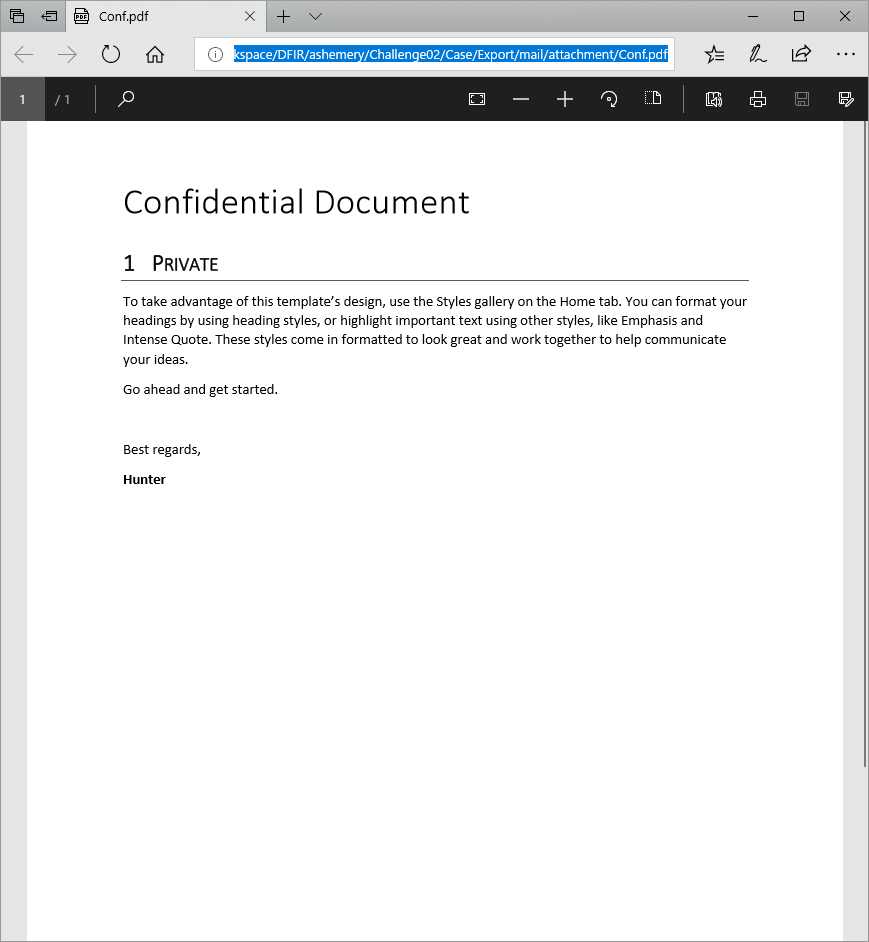 Conf.pdf
kspace/DFIR/ashemery/Challenge02/Case/Export/mail/attachment/Conf.pdf
1 / 1
Confidential Document
1 PRIVATE
To take advantage of this template’s design, use the Styles gallery on the Home tab. You can format your
headings by using heading styles, or highlight important text using other styles, like Emphasis and
Intense Quote. These styles come in formatted to look great and work together to help communicate
your ideas.
Go ahead and get started.
Best regards,
Hunter